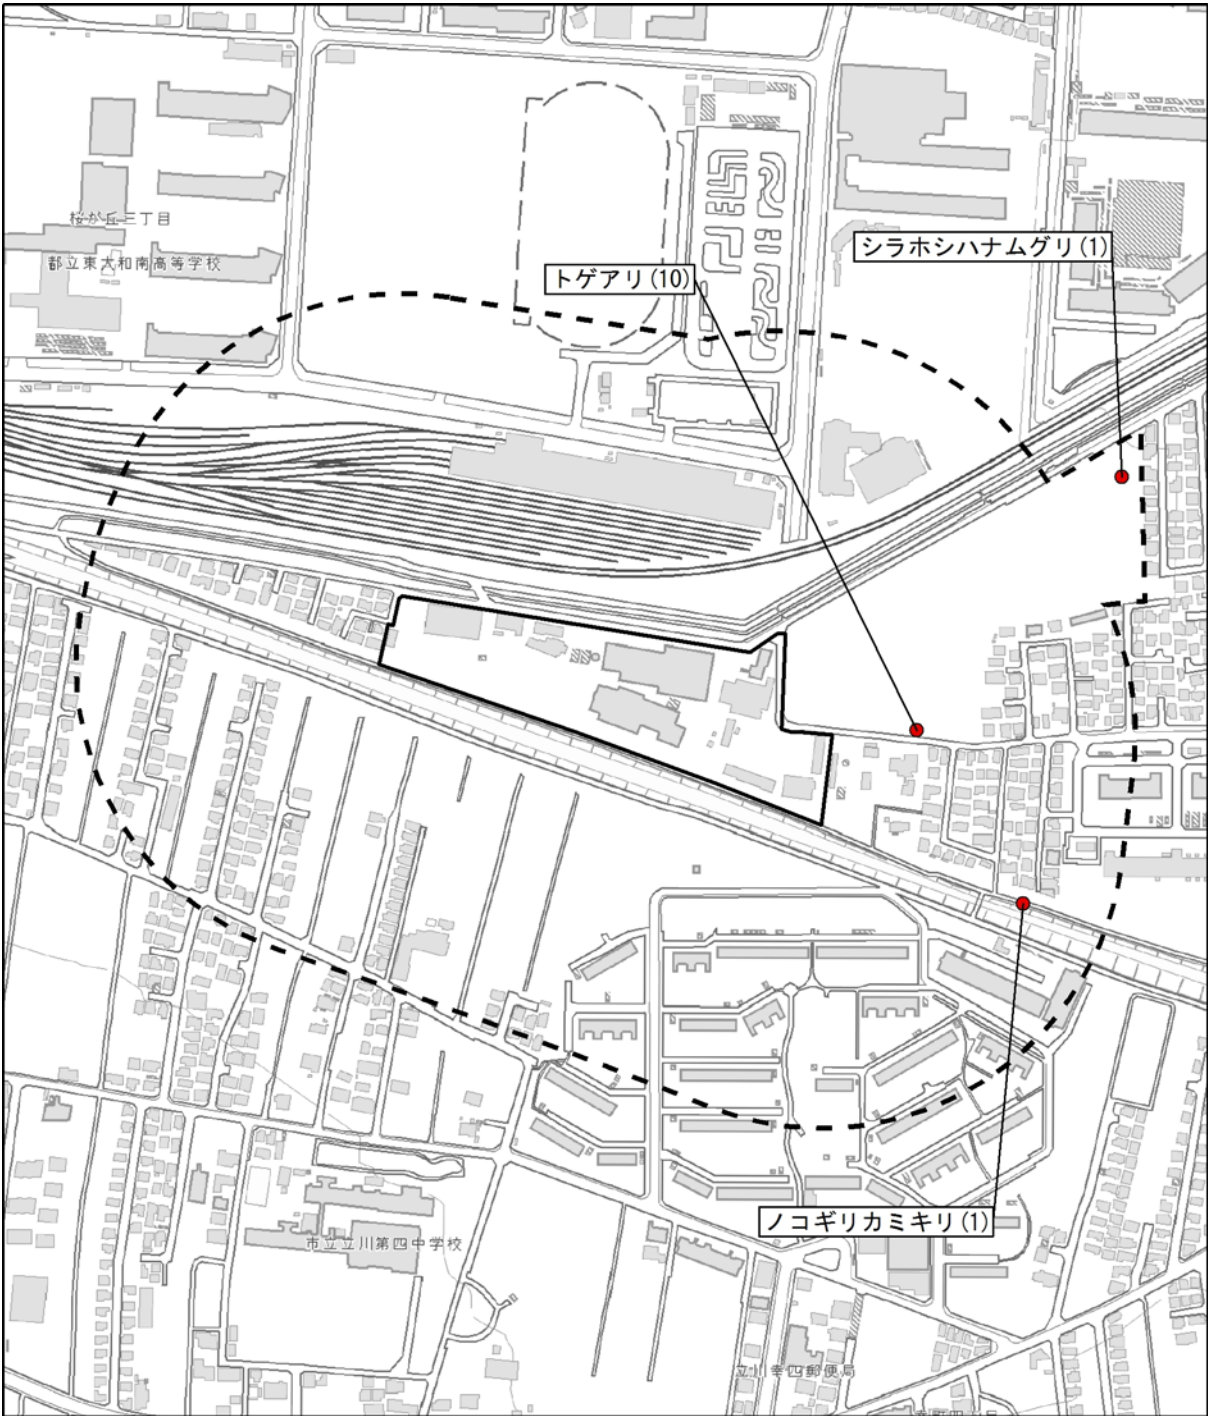 桜が丘三丁目
都立東大和南高等学校
シラホシハナムグリ(1)
トゲアリ(10)
ノコギリカミキリ(1)
市立立川第四中学校
立川幸四郵便局